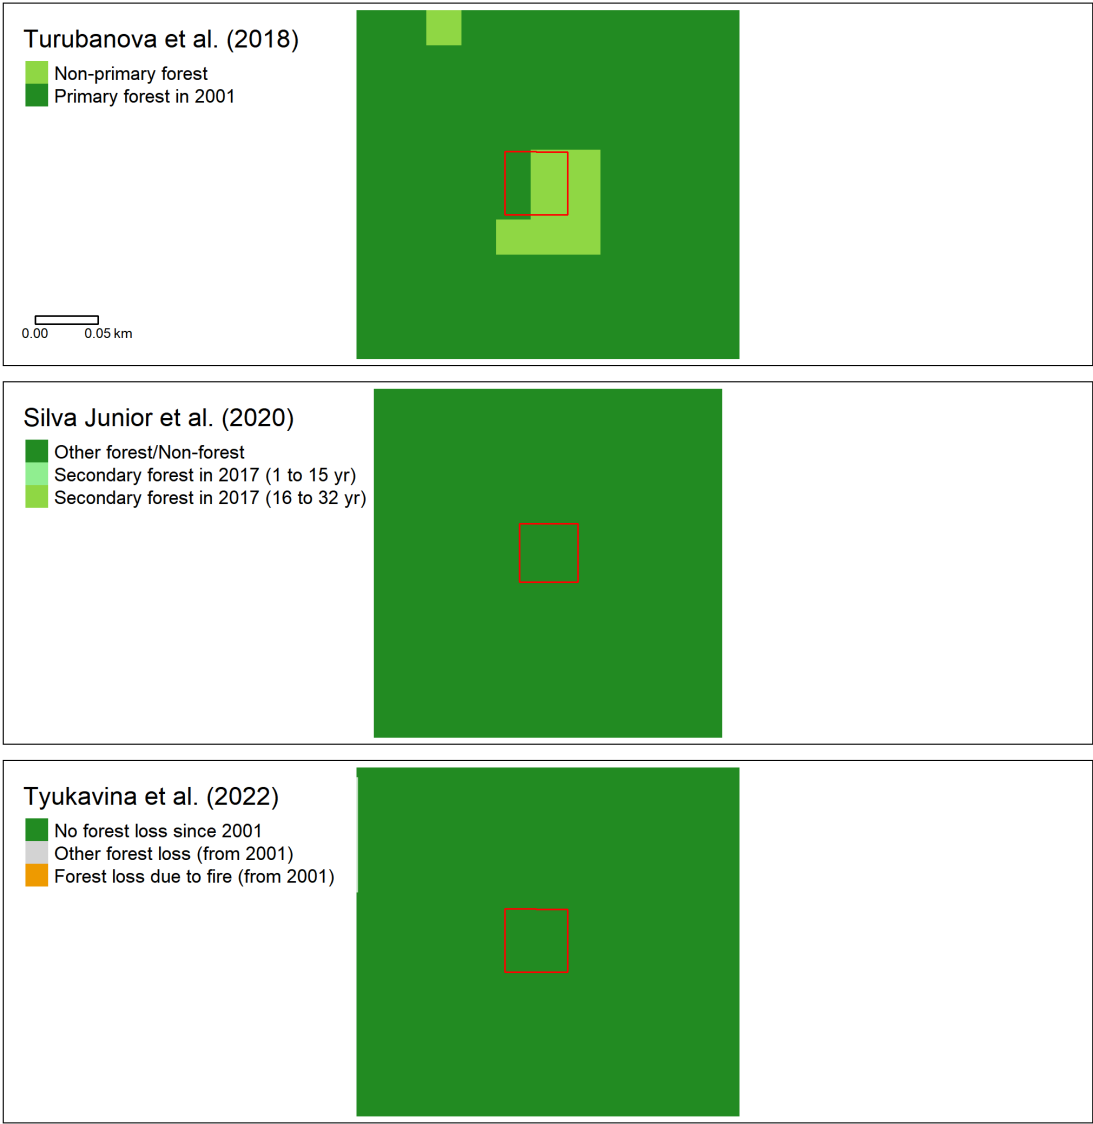 Turubanova et al. (2018)
Non-primary forest
Primary forest in 2001
0.00 0.05 km
Silva Junior et al. (2020)
Other forest/Non-forest
Secondary forest in 2017 (1 to 15 yr)
Secondary forest in 2017 (16 to 32 yr)
Tyukavina et al. (2022)
No forest loss since 2001
Other forest loss (from 2001)
Forest loss due to fire (from 2001)